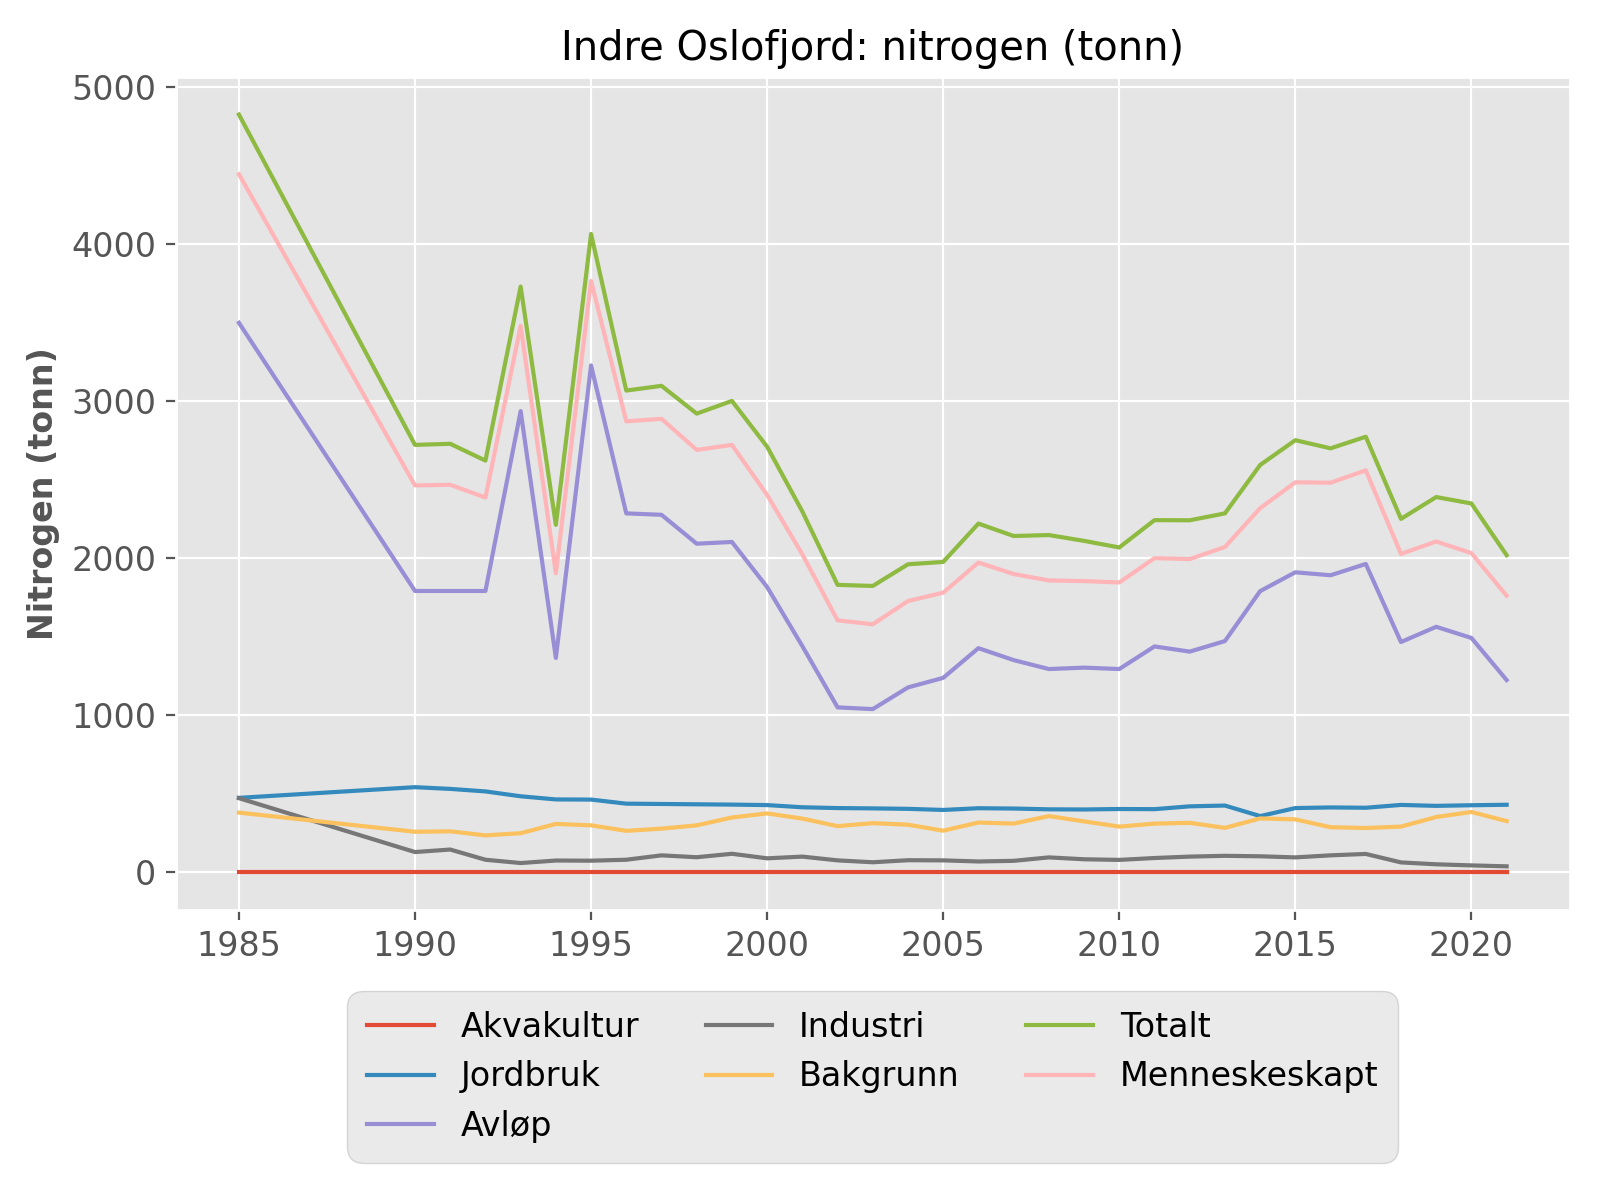 Indre Oslofjord: nitrogen (tonn)
Nitrogen (tonn)
5000
4000
3000
2000
1000
0
1985 1990 1995 2000 2005 2010 2015 2020
Akvakultur Industri Totalt
Jordbruk Bakgrunn Menneskeskapt
Avløp